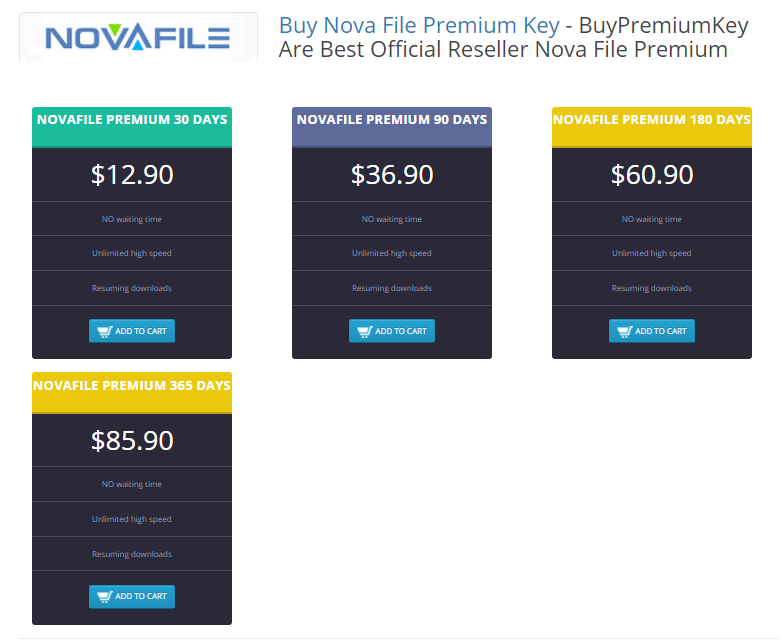 NOVAFILE
Buy Nova File Premium Key - BuyPremiumKey
Are Best Official Reseller Nova File Premium
NOVAFILE PREMIUM 30 DAYS
$12.90
NO waiting time
Unlimited high speed
Resuming downloads
ADD TO CART
NOVAFILE PREMIUM 90 DAYS
$36.90
NO waiting time
Unlimited high speed
Resuming downloads
ADD TO CART
NOVAFILE PREMIUM 180 DAYS
$60.90
NO waiting time
Unlimited high speed
Resuming downloads
ADD TO CART
NOVAFILE PREMIUM 365 DAYS
$85.90
NO waiting time
Unlimited high speed
Resuming downloads
ADD TO CART